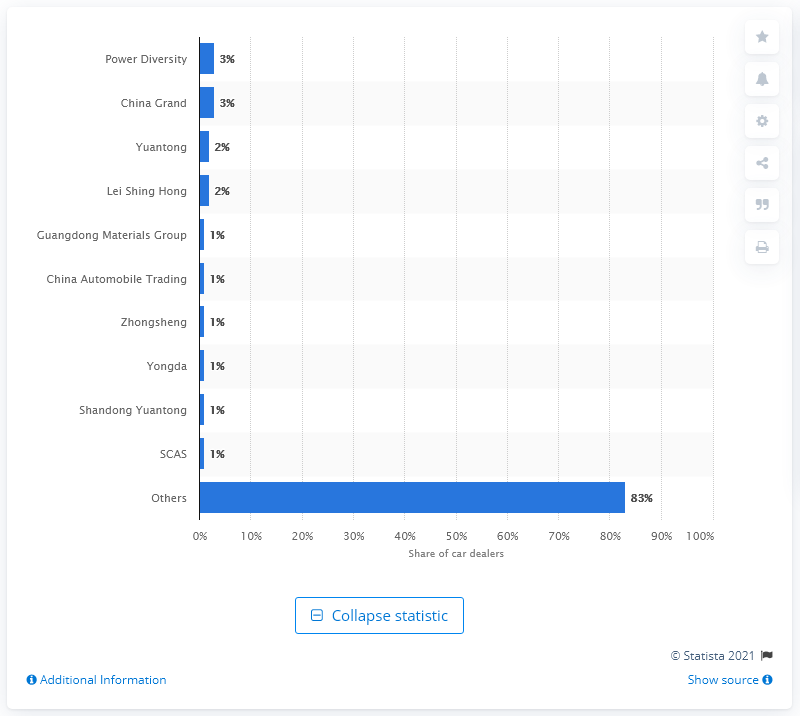 Power Diversity 3%
China Grand 3%
Yuantong 2%
Lei Shing Hong 2%
Guangdong Materials Group 1%
China Automobile Trading 1%
Zhongsheng 1%
Yongda 1%
Shandong Yuantong 1%
SCAS 1%
Others 83%
0% 10% 20% 30% 40% 50% 60% 70% 80% 90% 100%
Share of car dealers
Collapse statistic
© Statista 2021
Additional Information Show source